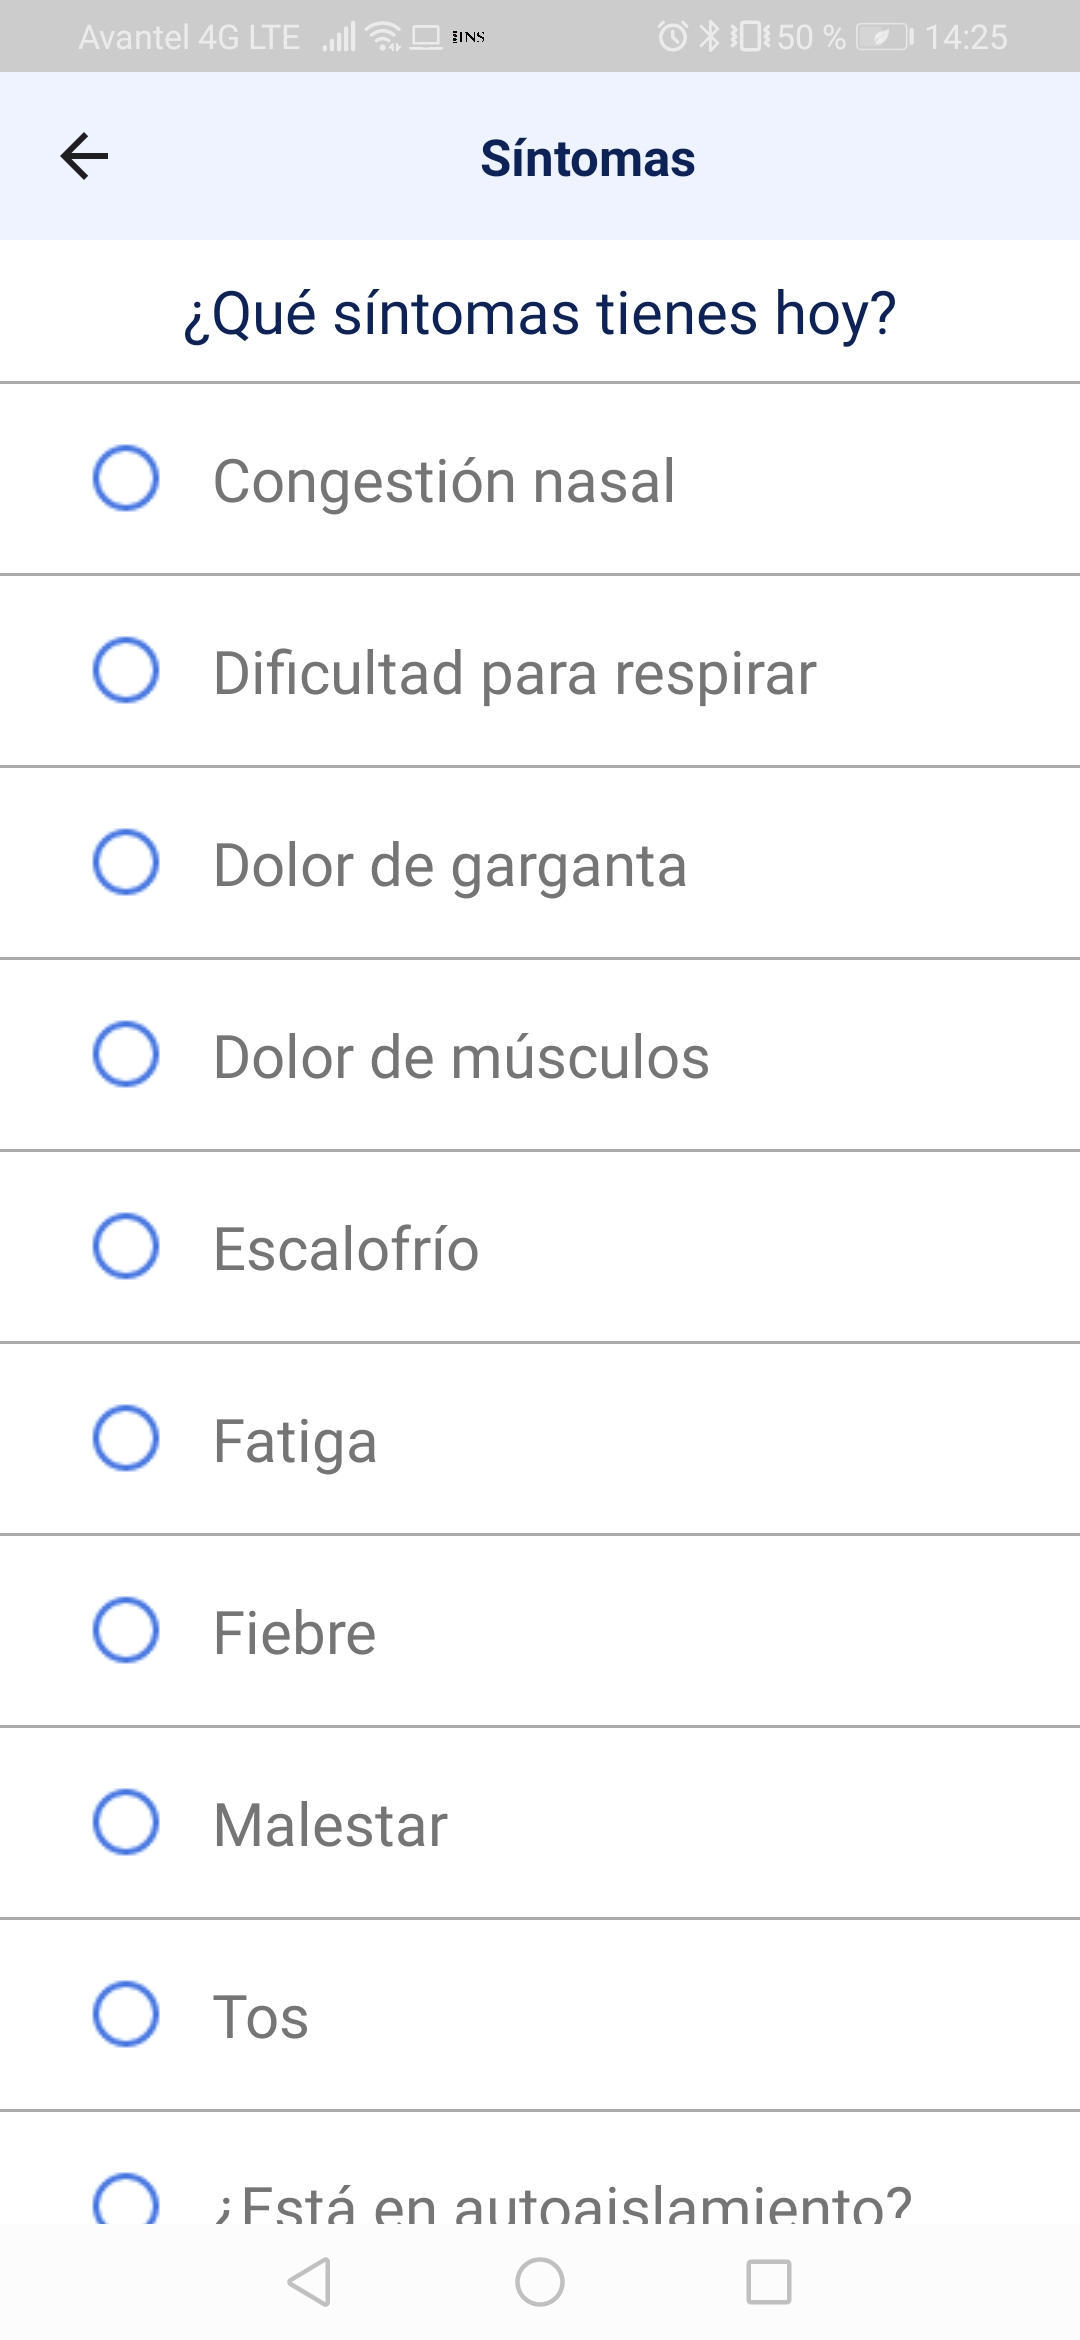 Avantel 4G LTE INS 50 % 14:25
Síntomas
¿Qué síntomas tienes hoy?
Congestión nasal
Dificultad para respirar
Dolor de garganta
Dolor de músculos
Escalofrío
Fatiga
Fiebre
Malestar
Tos
¿Está en autoaislamiento?